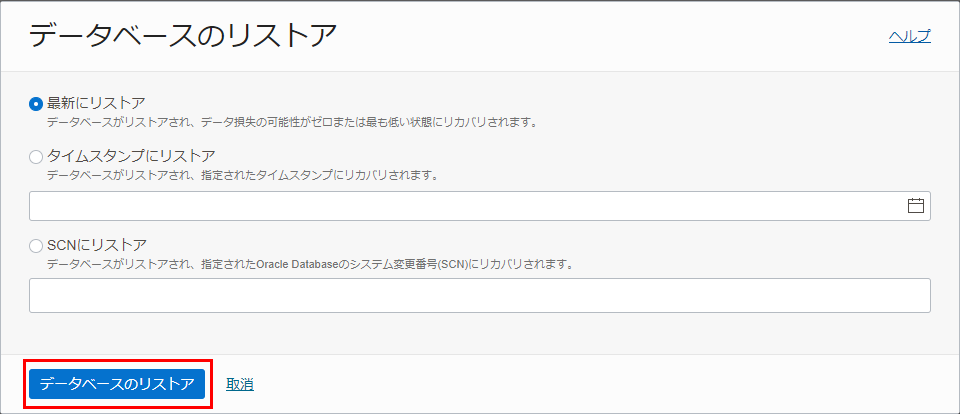 データベースのリストア
ヘルプ
最新にリストア
データベースがリストアされ、データ損失の可能性がゼロまたは最も低い状態にリカバリされます。
タイムスタンプにリストア
データベースがリストアされ、指定されたタイムスタンプにリカバリされます。
SCNにリストア
データベースがリストアされ、指定されたOracle Databaseのシステム変更番号(SCN)にリカバリされます。
データベースのリストア
取消